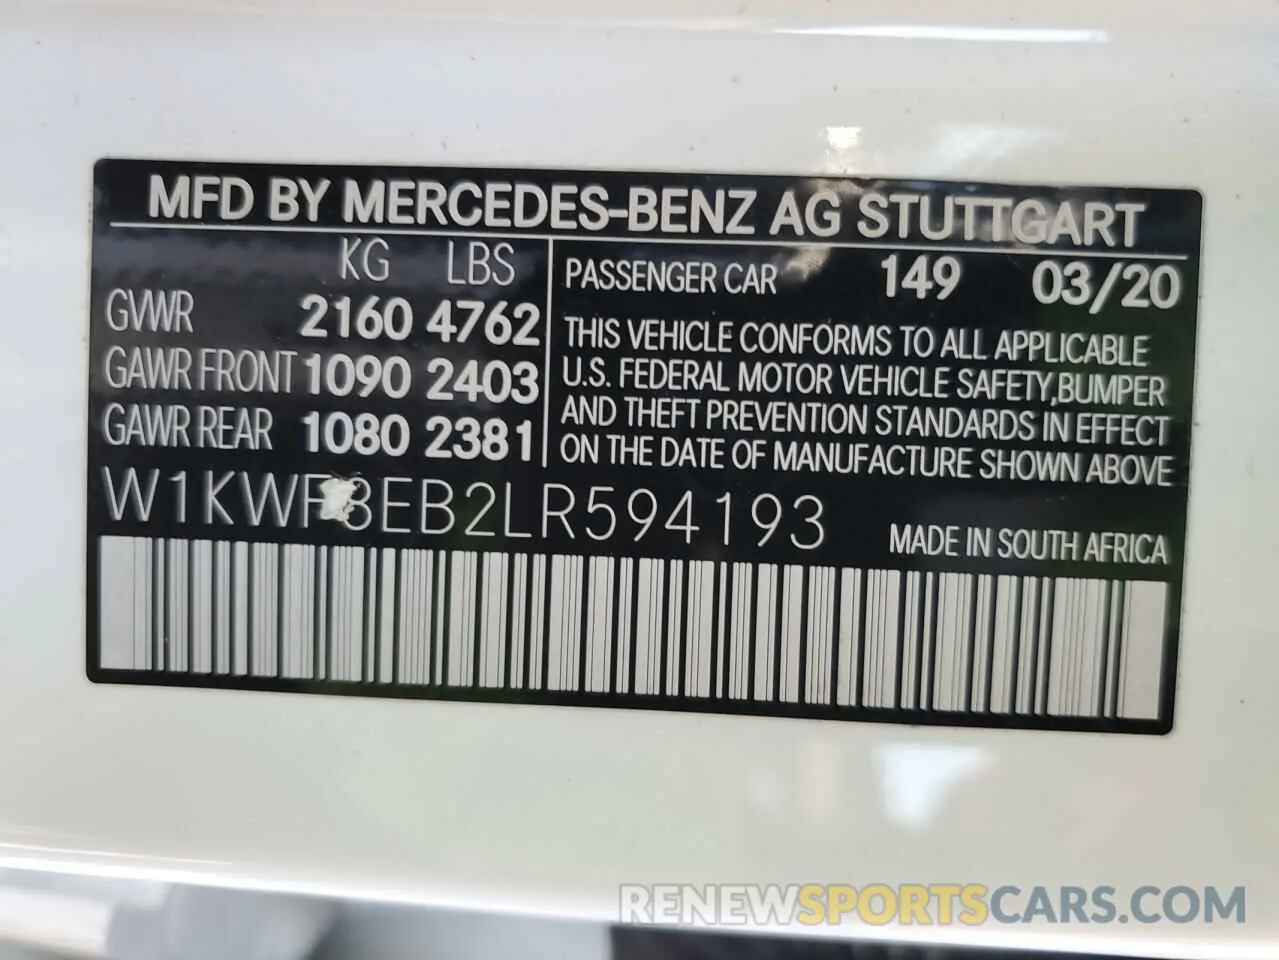 MFD BY MERCEDES-BENZ AG STUTTGART
KG LBS
GVWR 2160 4762
GAWR FRONT 1090 2403
GAWR REAR 1080 2381
PASSENGER CAR 149 03/20
THIS VEHICLE CONFORMS TO ALL APPLICABLE
U.S. FEDERAL MOTOR VEHICLE SAFETY,BUMPER
AND THEFT PREVENTION STANDARDS IN EFFECT
ON THE DATE OF MANUFACTURE SHOWN ABOVE
W1KWF8EB2LR594193
MADE IN SOUTH AFRICA
RENEWSPORTSCARS.COM